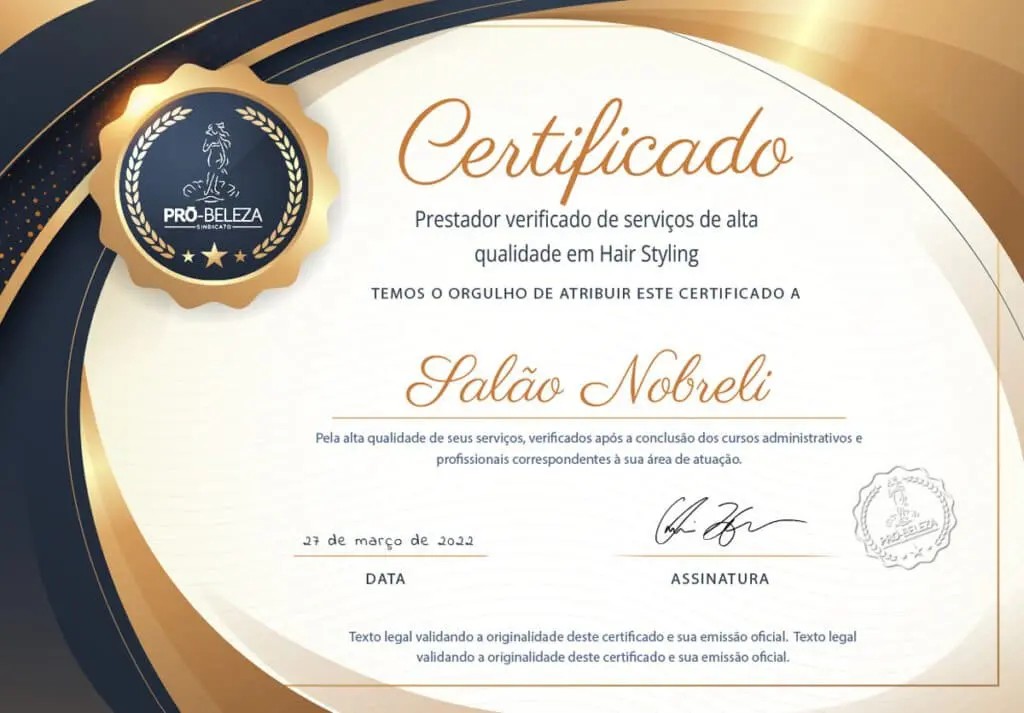 PRÓ-BELEZA
SINDICATO
Certificado
Prestador verificado de serviços de alta
qualidade em Hair Styling
TEMOS O ORGULHO DE ATRIBUIR ESTE CERTIFICADO A
Salão Nobreli
Pela alta qualidade de seus serviços, verificados após a conclusão dos cursos administrativos e
profissionais correspondentes à sua área de atuação.
27 de março de 2022
DATA
ASSINATURA
PRÓ-BELEZA
Texto legal validando a originalidade deste certificado e sua emissão oficial. Texto legal
validando a originalidade deste certificado e sua emissão oficial.